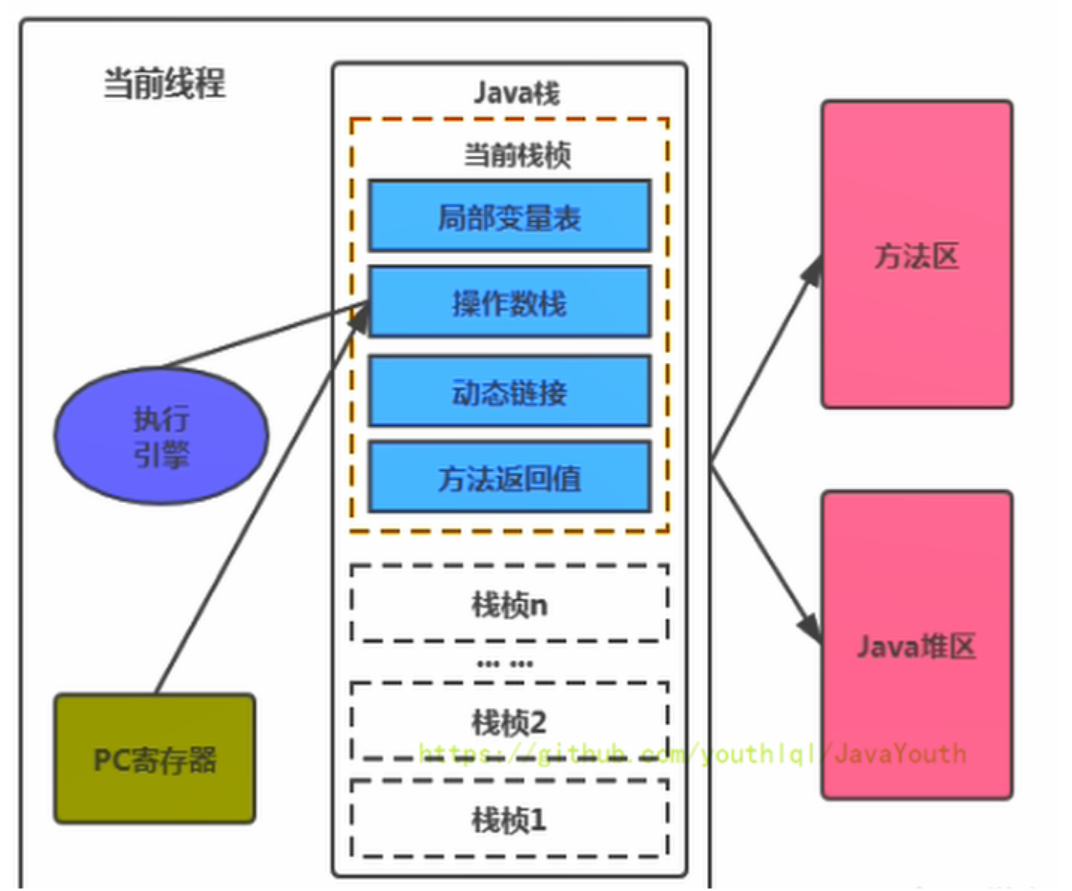 当前线程
Java栈
当前栈桢
局部变量表
操作数栈
动态链接
方法返回值
执行
引擎
PC寄存器
栈桢n
... ...
栈桢2
栈桢1
方法区
Java堆区
https://github.com/youthlql/JavaYouth